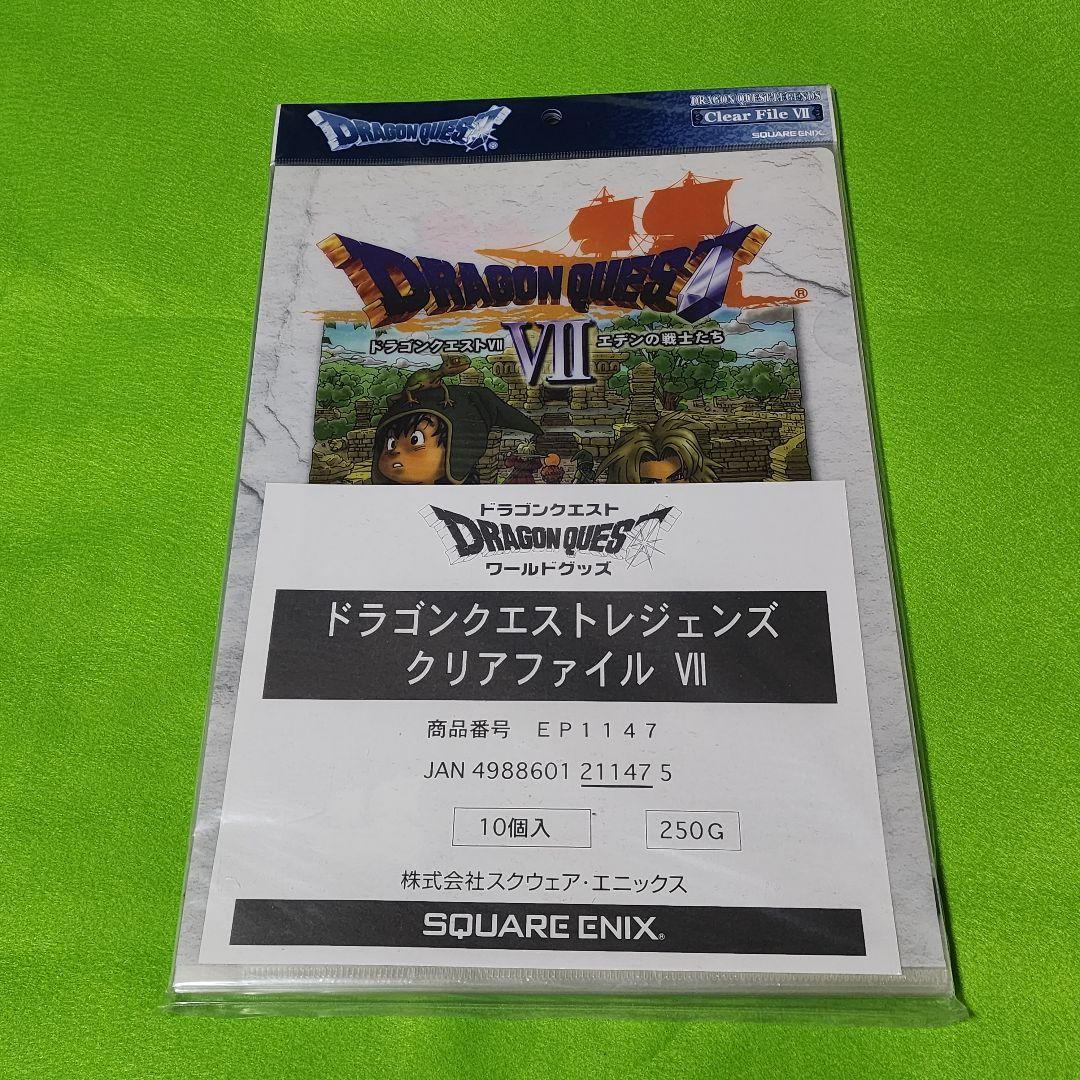 DRAGON QUEST®
DRAGON QUEST LEGENDS
Clear File VII
SQUARE ENIX
DRAGON QUEST®
ドラゴンクエストVII
VII
エデンの戦士たち
ドラゴンクエスト
DRAGON QUEST
ワールドグッズ
ドラゴンクエストレジェンズ
クリアファイル VII
商品番号 EP1147
JAN 4988601 21147 5
10個入
250G
株式会社スクウェア・エニックス
SQUARE ENIX®